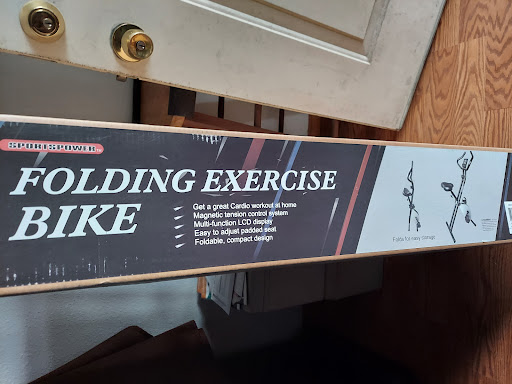 SPORTSPOWER
FOLDING EXERCISE
BIKE
Get a great Cardio workout at home
Magnetic tension control system
Multi-function LCD display
Easy to adjust padded seat
Foldable, compact design
Folds for easy storage